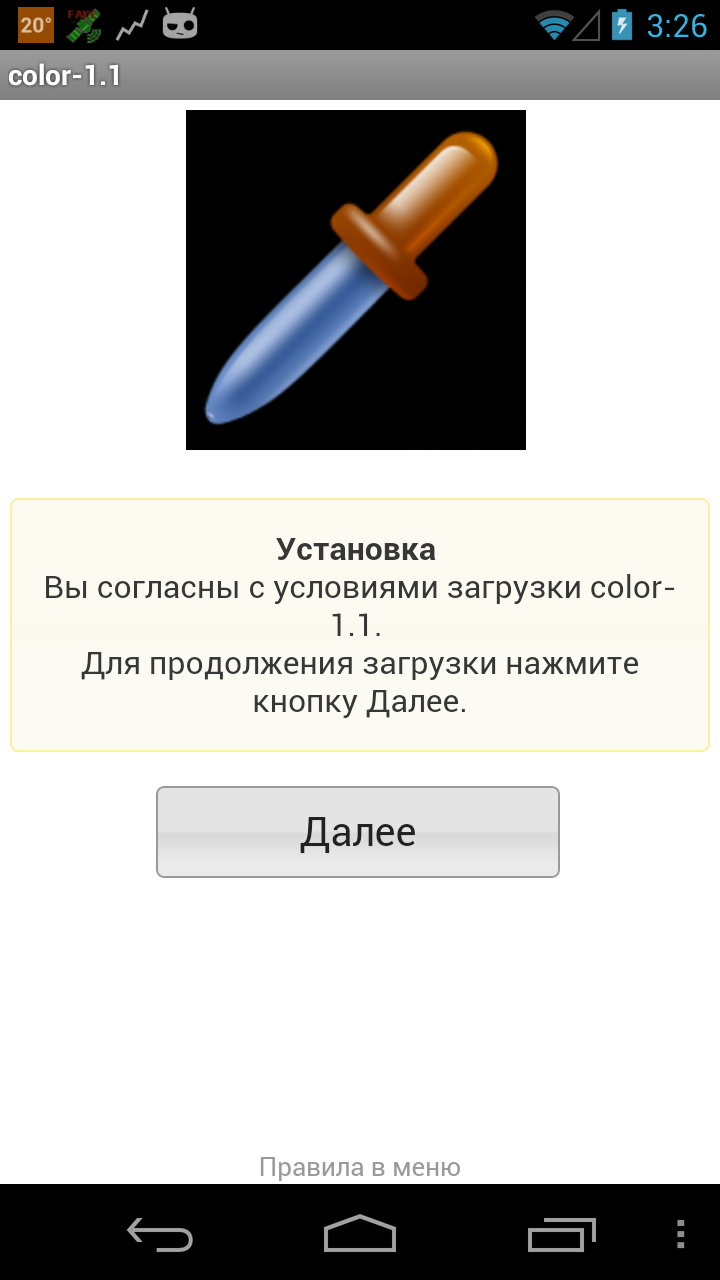 20°
FAKE
3:26
color-1.1
Установка
Вы согласны с условиями загрузки color-
1.1.
Для продолжения загрузки нажмите
кнопку Далее.
Далее
Правила в меню